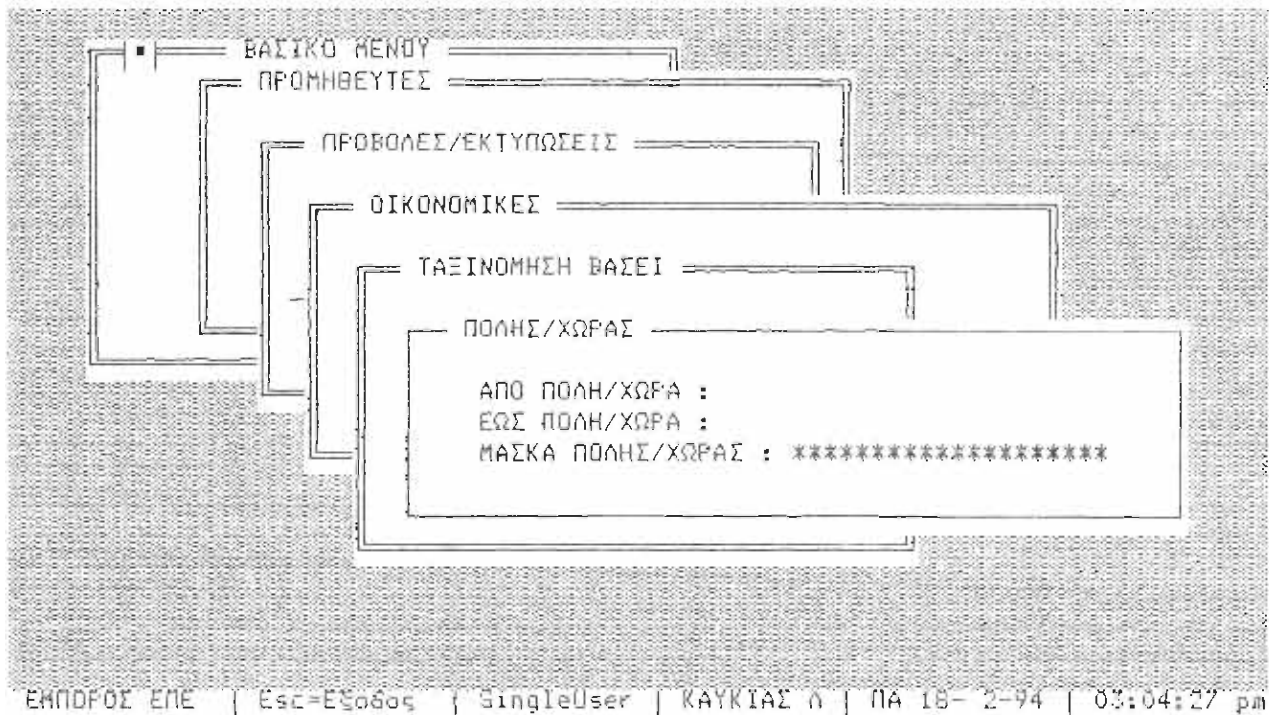 ΒΑΣΙΚΟ ΜΕΝΟΥ
ΠΡΟΜΗΘΕΥΤΕΣ
ΠΡΟΒΟΛΕΣ/ΕΚΤΥΠΩΣΕΙΣ
ΟΙΚΟΝΟΜΙΚΕΣ
ΤΑΞΙΝΟΜΗΣΗ ΒΑΣΕΙ
ΠΟΛΗΣ/ΧΩΡΑΣ
ΑΠΟ ΠΟΛΗ/ΧΩΡΑ :
ΕΩΣ ΠΟΛΗ/ΧΩΡΑ :
ΜΑΣΚΑ ΠΟΛΗΣ/ΧΩΡΑΣ : ********************
ΕΜΠΟΡΟΣ ΕΠΕ | Esc=Εξοδος | SingleUser | ΚΑΥΚΙΑΣ Λ | ΠΑ 18- 2-94 | 03:04:27 pm